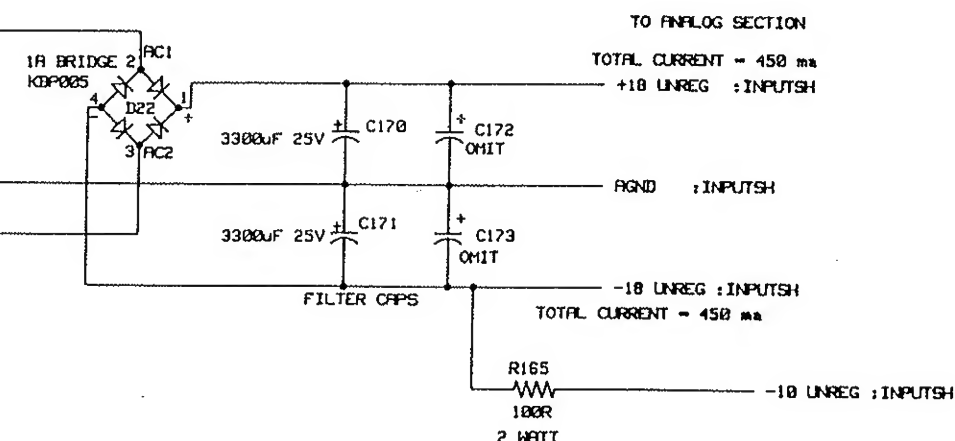 TO ANALOG SECTION
TOTAL CURRENT = 450 ma
1A BRIDGE
KBP005
2
AC1
4
-
D22
1
+
3
AC2
+18 UNREG :INPUTSH
+
C170
3300uF 25V
+
C172
OMIT
AGND :INPUTSH
+
C171
3300uF 25V
+
C173
OMIT
FILTER CAPS
-18 UNREG :INPUTSH
TOTAL CURRENT = 450 ma
R165
100R
2 WATT
-10 UNREG :INPUTSH